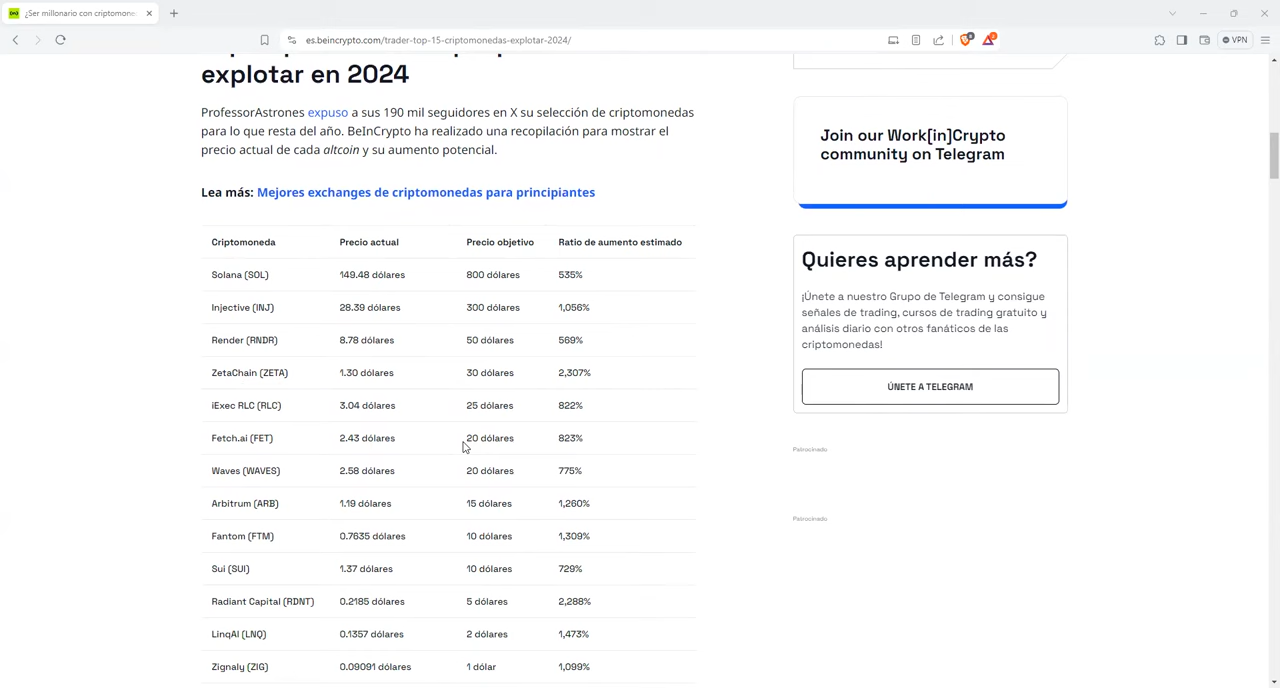 ¿Ser millonario con criptomone
es.beincrypto.com/trader-top-15-criptomonedas-explotar-2024/
VPN
explotar en 2024
ProfessorAstrones expuso a sus 190 mil seguidores en X su selección de criptomonedas
para lo que resta del año. BeInCrypto ha realizado una recopilación para mostrar el
precio actual de cada altcoin y su aumento potencial.
Lea más: Mejores exchanges de criptomonedas para principiantes
Criptomoneda Precio actual Precio objetivo Ratio de aumento estimado
Solana (SOL) 149.48 dólares 800 dólares 535%
Injective (INJ) 28.39 dólares 300 dólares 1,056%
Render (RNDR) 8.78 dólares 50 dólares 569%
ZetaChain (ZETA) 1.30 dólares 30 dólares 2,307%
iExec RLC (RLC) 3.04 dólares 25 dólares 822%
Fetch.ai (FET) 2.43 dólares 20 dólares 823%
Waves (WAVES) 2.58 dólares 20 dólares 775%
Arbitrum (ARB) 1.19 dólares 15 dólares 1,260%
Fantom (FTM) 0.7635 dólares 10 dólares 1,309%
Sui (SUI) 1.37 dólares 10 dólares 729%
Radiant Capital (RDNT) 0.2185 dólares 5 dólares 2,288%
LinqAI (LNQ) 0.1357 dólares 2 dólares 1,473%
Zignaly (ZIG) 0.09091 dólares 1 dólar 1,099%
Join our Work[in]Crypto
community on Telegram
Quieres aprender más?
¡Únete a nuestro Grupo de Telegram y consigue
señales de trading, cursos de trading gratuito y
análisis diario con otros fanáticos de las
criptomonedas!
ÚNETE A TELEGRAM
Patrocinado
Patrocinado